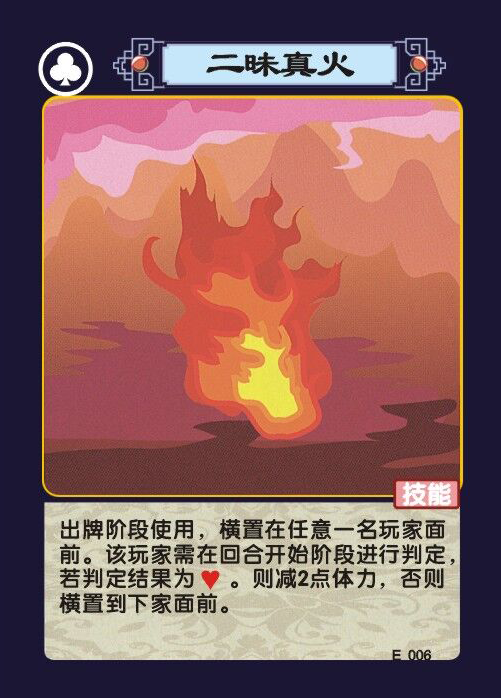 二昧真火
技能
出牌阶段使用，横置在任意一名玩家面
前。该玩家需在回合开始阶段进行判定，
若判定结果为♥。则减2点体力，否则
横置到下家面前。
E 006